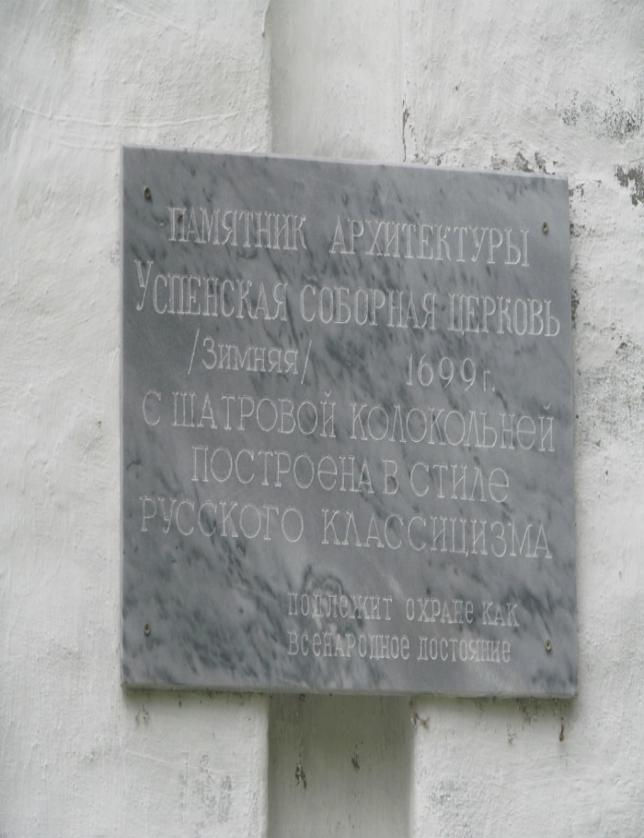 ПАМЯТНИК АРХИТЕКТУРЫ
УСПЕНСКАЯ СОБОРНАЯ ЦЕРКОВЬ
/ЗИМНЯЯ/ 1699 г.
С ШАТРОВОЙ КОЛОКОЛЬНЕЙ
ПОСТРОЕНА В СТИЛЕ
РУССКОГО КЛАССИЦИЗМА
ПОДЛЕЖИТ ОХРАНЕ КАК
ВСЕНАРОДНОЕ ДОСТОЯНИЕ